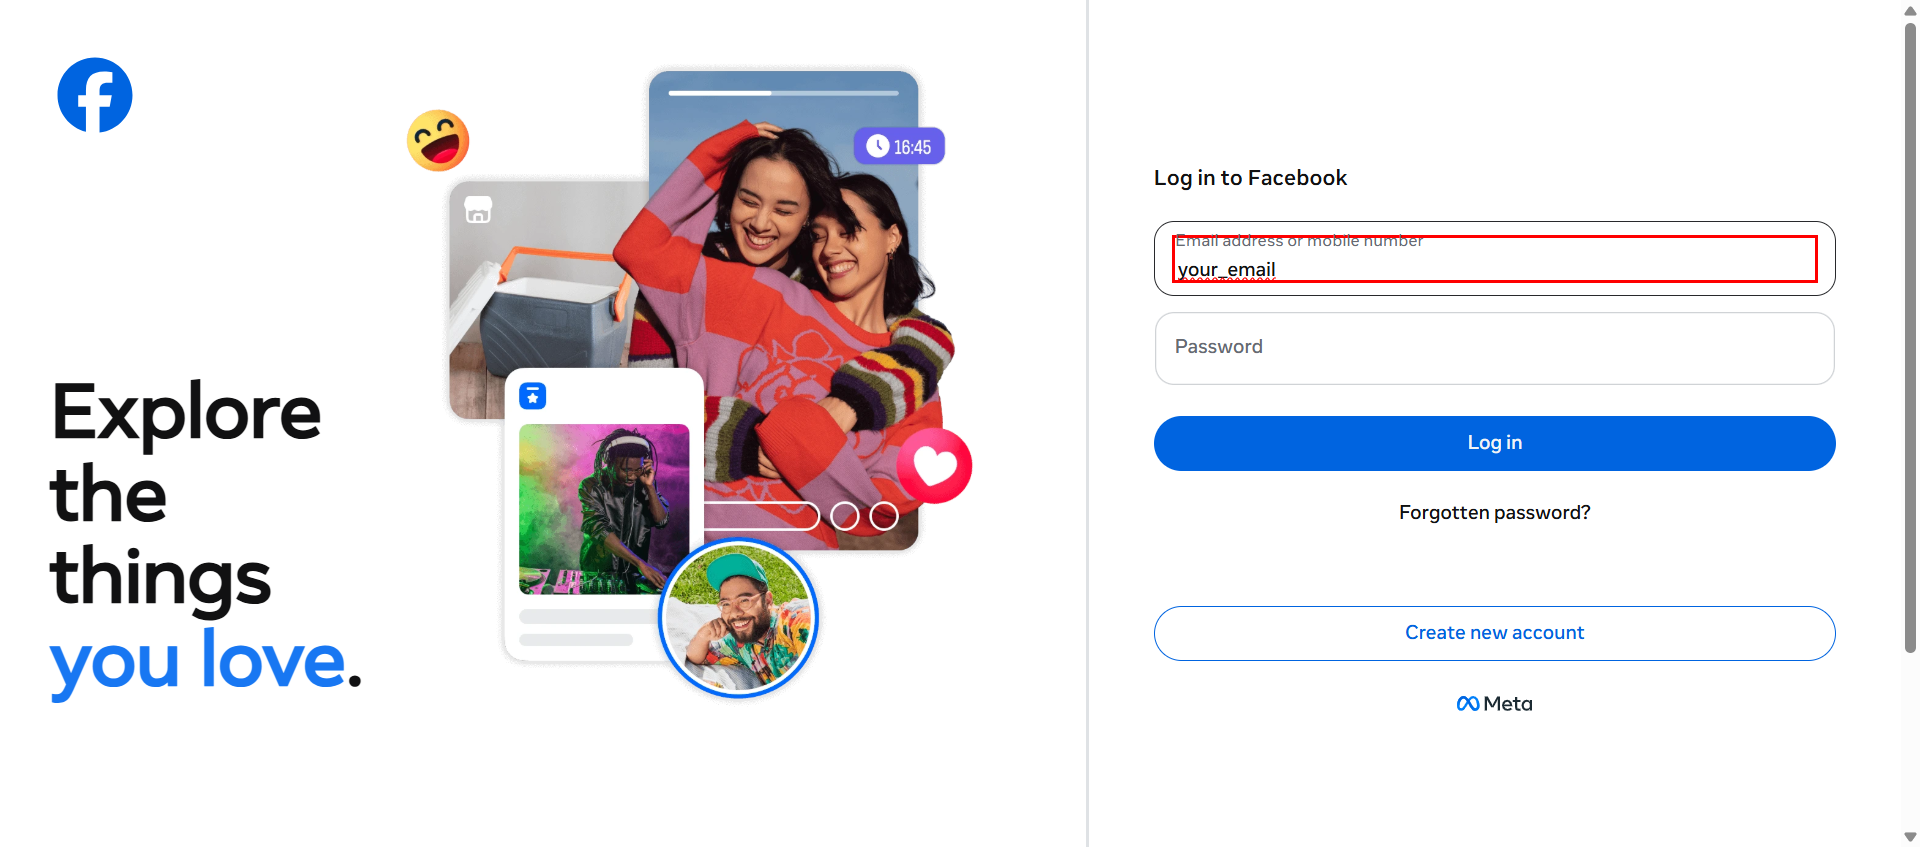 Explore
the
things
you love.
16:45
Log in to Facebook
Email address or mobile number
your_email
Password
Log in
Forgotten password?
Create new account
Meta